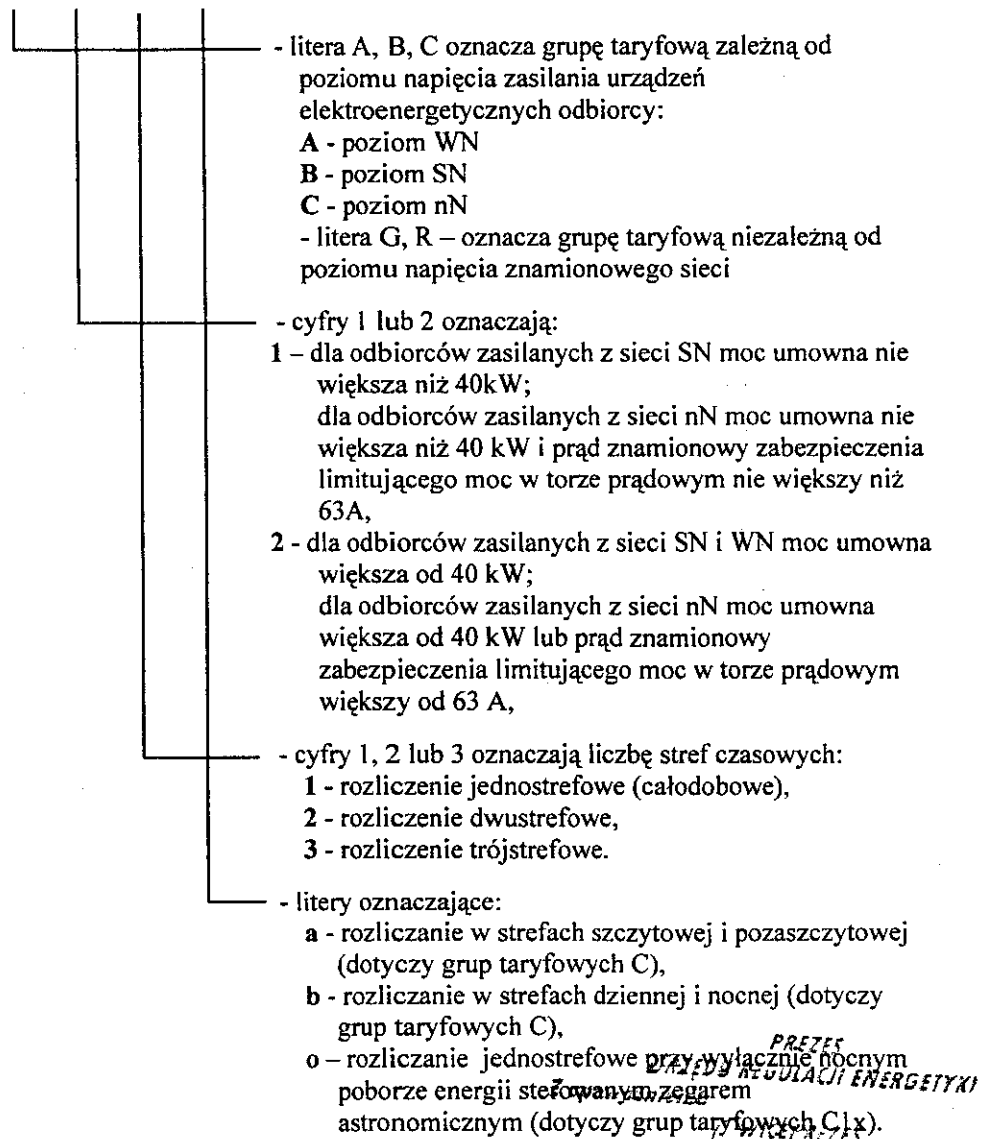 - litera A, B, C oznacza grupę taryfową zależną od
poziomu napięcia zasilania urządzeń
elektroenergetycznych odbiorcy:
A - poziom WN
B - poziom SN
C - poziom nN
- litera G, R – oznacza grupę taryfową niezależną od
poziomu napięcia znamionowego sieci
- cyfry 1 lub 2 oznaczają:
1 – dla odbiorców zasilanych z sieci SN moc umowna nie
większa niż 40kW;
dla odbiorców zasilanych z sieci nN moc umowna nie
większa niż 40 kW i prąd znamionowy zabezpieczenia
limitującego moc w torze prądowym nie większy niż
63A,
2 - dla odbiorców zasilanych z sieci SN i WN moc umowna
większa od 40 kW;
dla odbiorców zasilanych z sieci nN moc umowna
większa od 40 kW lub prąd znamionowy
zabezpieczenia limitującego moc w torze prądowym
większy od 63 A,
- cyfry 1, 2 lub 3 oznaczają liczbę stref czasowych:
1 - rozliczenie jednostrefowe (całodobowe),
2 - rozliczenie dwustrefowe,
3 - rozliczenie trójstrefowe.
- litery oznaczające:
a - rozliczanie w strefach szczytowej i pozaszczytowej
(dotyczy grup taryfowych C),
b - rozliczanie w strefach dziennej i nocnej (dotyczy
grup taryfowych C),
PREZES
o – rozliczanie jednostrefowe przy wyłącznie nocnym
URZĘDU REGULACJI ENERGETYKI
poborze energii sterowanym zegarem
astronomicznym (dotyczy grup taryfowych C1x).